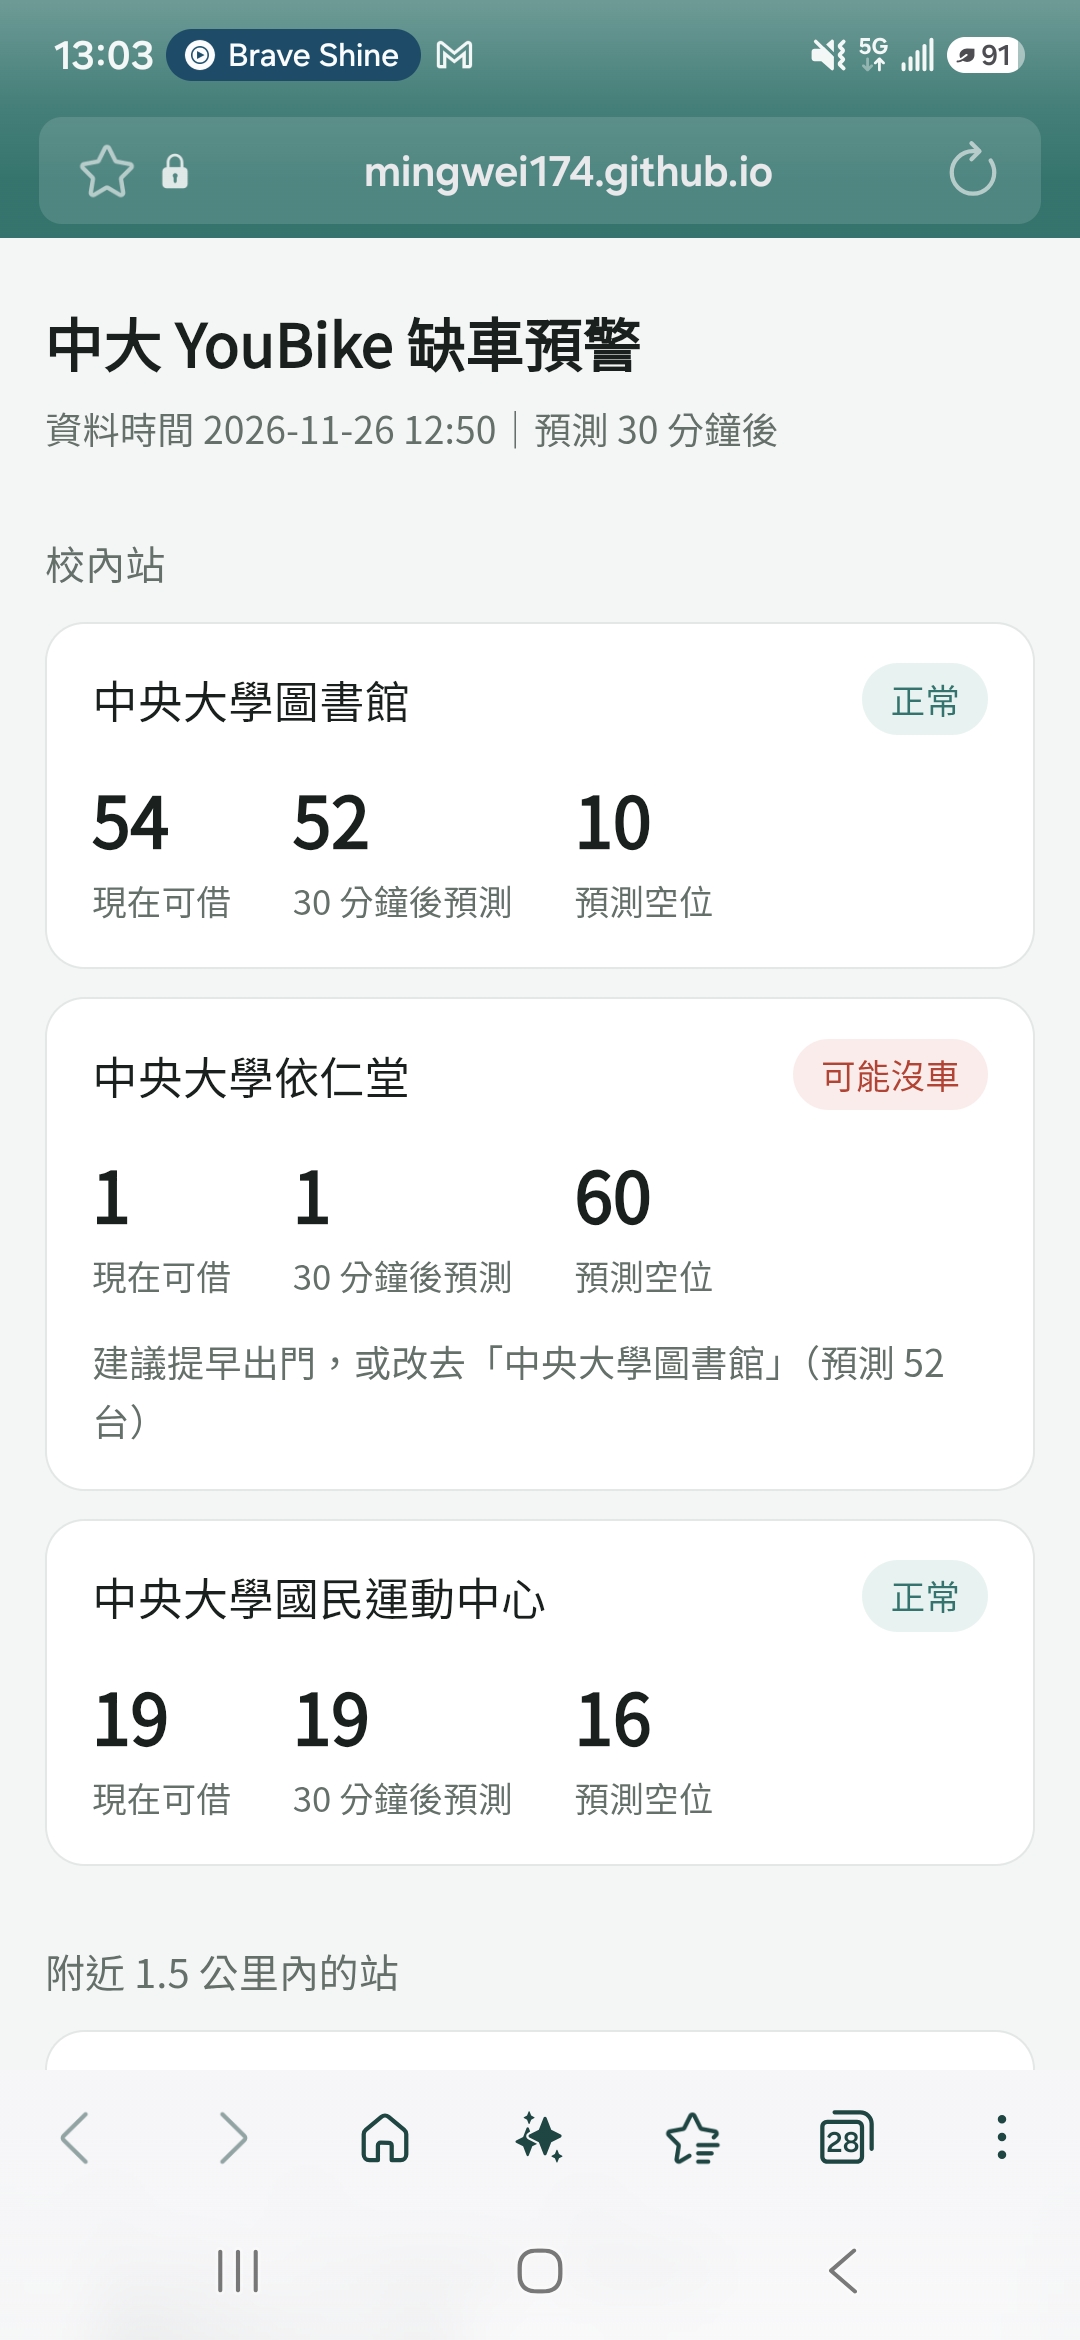 13:03 Brave Shine 5G 91
mingwei174.github.io
中大 YouBike 缺車預警
資料時間 2026-11-26 12:50｜預測 30 分鐘後
校內站
中央大學圖書館 正常
54 52 10
現在可借 30 分鐘後預測 預測空位
中央大學依仁堂 可能沒車
1 1 60
現在可借 30 分鐘後預測 預測空位
建議提早出門，或改去「中央大學圖書館」（預測 52
台）
中央大學國民運動中心 正常
19 19 16
現在可借 30 分鐘後預測 預測空位
附近 1.5 公里內的站
28